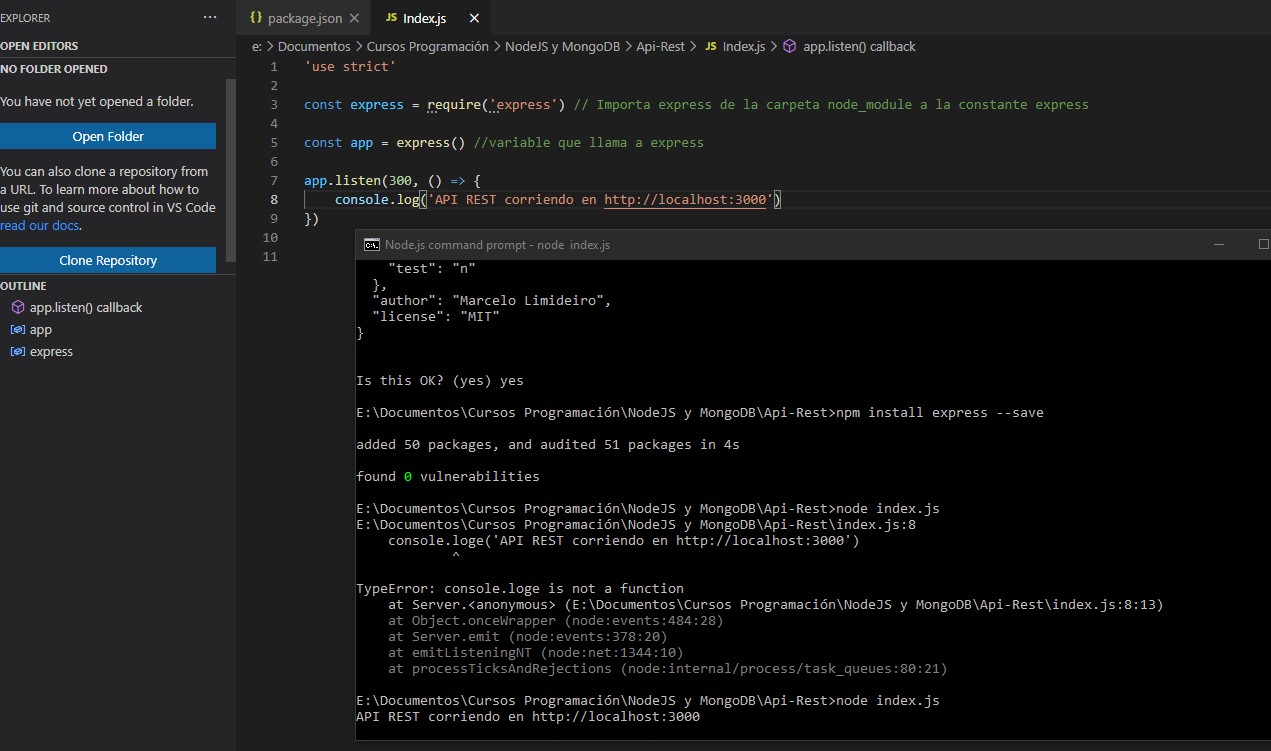 EXPLORER
OPEN EDITORS
NO FOLDER OPENED
You have not yet opened a folder.
Open Folder
You can also clone a repository from
a URL. To learn more about how to
use git and source control in VS Code
read our docs.
Clone Repository
OUTLINE
app.listen() callback
app
express
{} package.json
JS Index.js
e: > Documentos > Cursos Programación > NodeJS y MongoDB > Api-Rest > JS Index.js > app.listen() callback
1 'use strict'
2
3 const express = require('express') // Importa express de la carpeta node_module a la constante express
4
5 const app = express() //variable que llama a express
6
7 app.listen(300, () => {
8 console.log('API REST corriendo en http://localhost:3000')
9 })
10
11
Node.js command prompt - node index.js
"test": "n"
},
"author": "Marcelo Limideiro",
"license": "MIT"
}
Is this OK? (yes) yes
E:\Documentos\Cursos Programación\NodeJS y MongoDB\Api-Rest>npm install express --save
added 50 packages, and audited 51 packages in 4s
found 0 vulnerabilities
E:\Documentos\Cursos Programación\NodeJS y MongoDB\Api-Rest>node index.js
E:\Documentos\Cursos Programación\NodeJS y MongoDB\Api-Rest\index.js:8
console.loge('API REST corriendo en http://localhost:3000')
^
TypeError: console.loge is not a function
at Server.<anonymous> (E:\Documentos\Cursos Programación\NodeJS y MongoDB\Api-Rest\index.js:8:13)
at Object.onceWrapper (node:events:484:28)
at Server.emit (node:events:378:20)
at emitListeningNT (node:net:1344:10)
at processTicksAndRejections (node:internal/process/task_queues:80:21)
E:\Documentos\Cursos Programación\NodeJS y MongoDB\Api-Rest>node index.js
API REST corriendo en http://localhost:3000